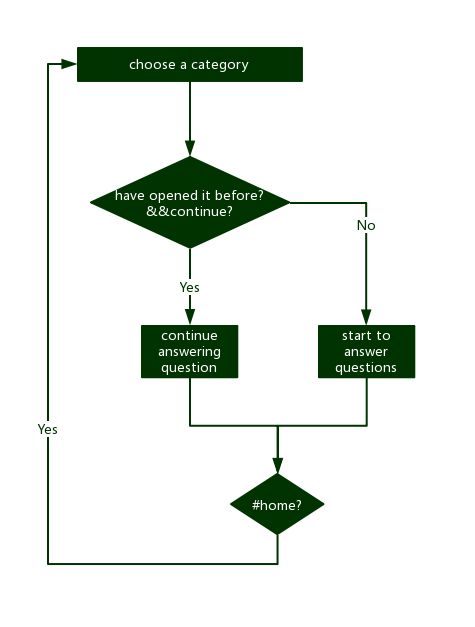 choose a category
have opened it before?
&&continue?
No
Yes
continue
answering
question
start to
answer
questions
Yes
#home?